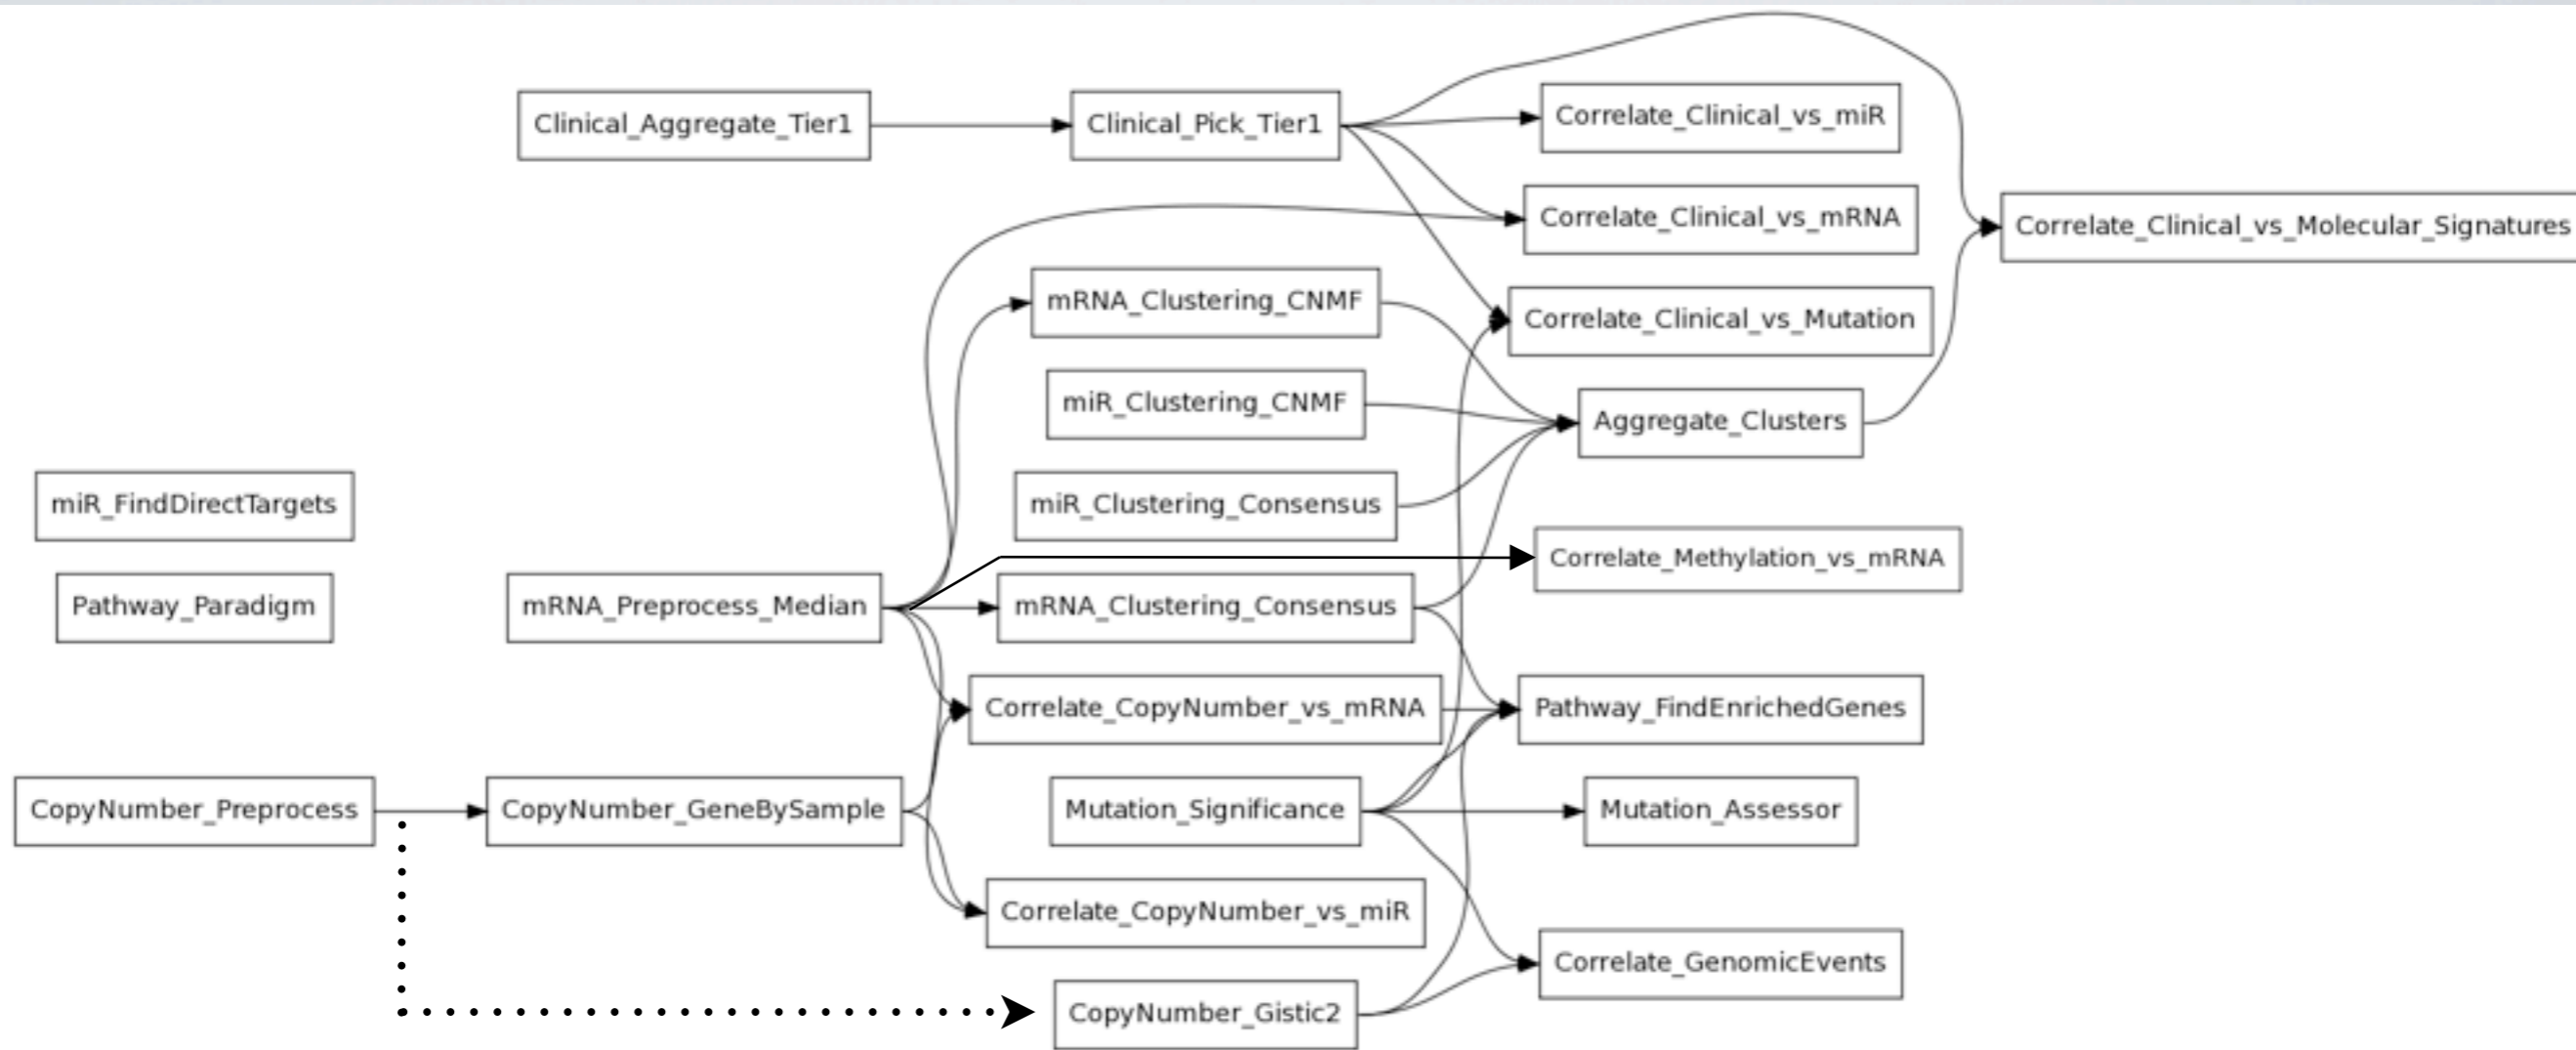 Clinical_Aggregate_Tier1
Clinical_Pick_Tier1
Correlate_Clinical_vs_miR
Correlate_Clinical_vs_mRNA
Correlate_Clinical_vs_Molecular_Signatures
mRNA_Clustering_CNMF
Correlate_Clinical_vs_Mutation
miR_Clustering_CNMF
Aggregate_Clusters
miR_FindDirectTargets
miR_Clustering_Consensus
Correlate_Methylation_vs_mRNA
Pathway_Paradigm
mRNA_Preprocess_Median
mRNA_Clustering_Consensus
Correlate_CopyNumber_vs_mRNA
Pathway_FindEnrichedGenes
CopyNumber_Preprocess
CopyNumber_GeneBySample
Mutation_Significance
Mutation_Assessor
Correlate_CopyNumber_vs_miR
Correlate_GenomicEvents
CopyNumber_Gistic2